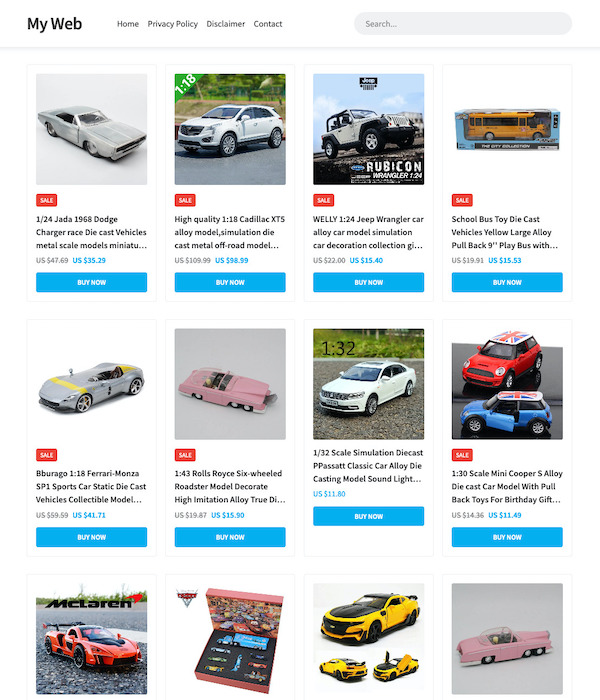 My Web
Home Privacy Policy Disclaimer Contact
Search...
1:18
Jeep
RUBICON
WRANGLER 1:24
THE CITY COLLECTION
SALE
1/24 Jada 1968 Dodge
Charger race Die cast Vehicles
metal scale models miniatu...
US $47.69 US $35.29
BUY NOW
SALE
High quality 1:18 Cadillac XT5
alloy model,simulation die
cast metal off-road model...
US $109.99 US $98.99
BUY NOW
SALE
WELLY 1:24 Jeep Wrangler car
alloy car model simulation
car decoration collection gi...
US $22.00 US $15.40
BUY NOW
SALE
School Bus Toy Die Cast
Vehicles Yellow Large Alloy
Pull Back 9'' Play Bus with...
US $19.91 US $15.53
BUY NOW
1:32
SALE
Bburago 1:18 Ferrari-Monza
SP1 Sports Car Static Die Cast
Vehicles Collectible Model...
US $59.59 US $41.71
BUY NOW
SALE
1:43 Rolls Royce Six-wheeled
Roadster Model Decorate
High Imitation Alloy True Di...
US $19.87 US $15.90
BUY NOW
1/32 Scale Simulation Diecast
PPassatt Classic Car Alloy Die
Casting Model Sound Light...
US $11.80
BUY NOW
SALE
1:30 Scale Mini Cooper S Alloy
Die cast Car Model With Pull
Back Toys For Birthday Gift...
US $14.36 US $11.49
BUY NOW
McLaren